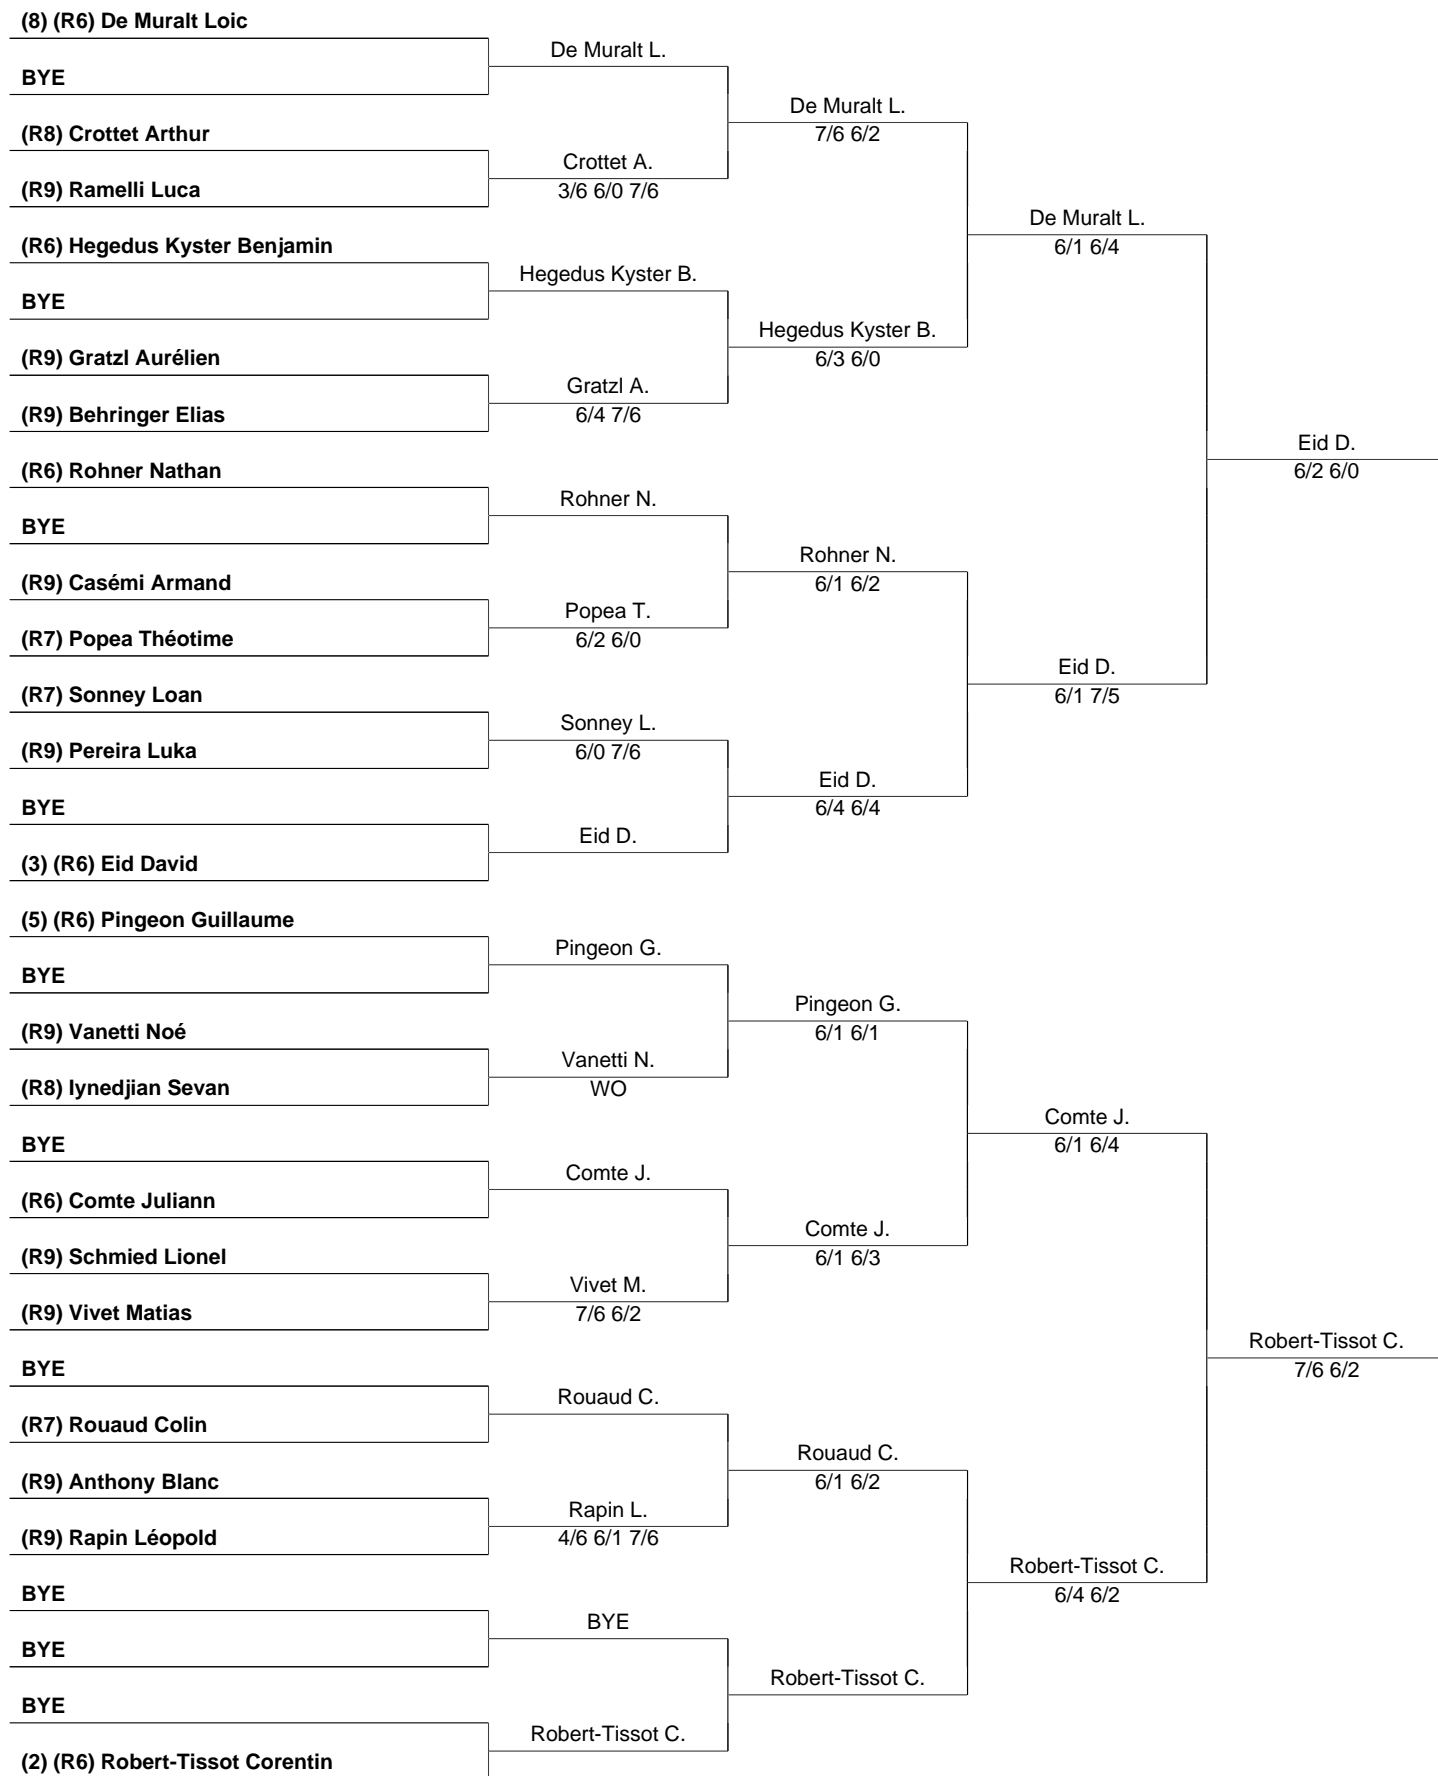 (8) (R6) De Muralt Loic
BYE
(R8) Crottet Arthur
(R9) Ramelli Luca
(R6) Hegedus Kyster Benjamin
BYE
(R9) Gratzl Aurélien
(R9) Behringer Elias
(R6) Rohner Nathan
BYE
(R9) Casémi Armand
(R7) Popea Théotime
(R7) Sonney Loan
(R9) Pereira Luka
BYE
(3) (R6) Eid David
(5) (R6) Pingeon Guillaume
BYE
(R9) Vanetti Noé
(R8) Iynedjian Sevan
BYE
(R6) Comte Juliann
(R9) Schmied Lionel
(R9) Vivet Matias
BYE
(R7) Rouaud Colin
(R9) Anthony Blanc
(R9) Rapin Léopold
BYE
BYE
BYE
(2) (R6) Robert-Tissot Corentin
De Muralt L.
Crottet A.
3/6 6/0 7/6
Hegedus Kyster B.
Gratzl A.
6/4 7/6
Rohner N.
Popea T.
6/2 6/0
Sonney L.
6/0 7/6
Eid D.
Pingeon G.
Vanetti N.
WO
Comte J.
Vivet M.
7/6 6/2
Rouaud C.
Rapin L.
4/6 6/1 7/6
BYE
Robert-Tissot C.
De Muralt L.
7/6 6/2
Hegedus Kyster B.
6/3 6/0
Rohner N.
6/1 6/2
Eid D.
6/4 6/4
Pingeon G.
6/1 6/1
Comte J.
6/1 6/3
Rouaud C.
6/1 6/2
Robert-Tissot C.
De Muralt L.
6/1 6/4
Eid D.
6/1 7/5
Comte J.
6/1 6/4
Robert-Tissot C.
6/4 6/2
Eid D.
6/2 6/0
Robert-Tissot C.
7/6 6/2